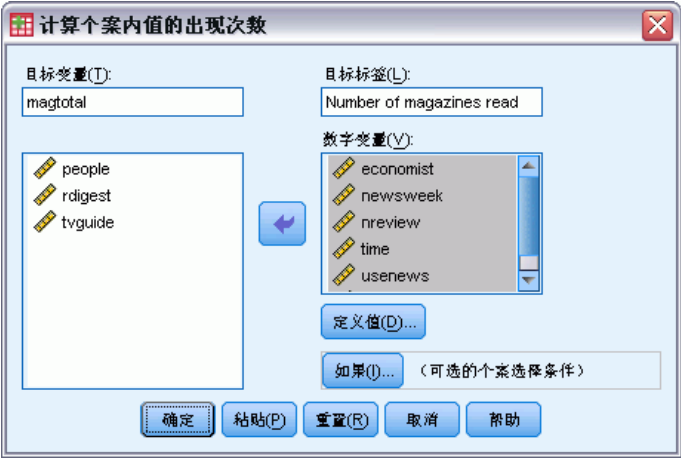 计算个案内值的出现次数
目标变量(T):
目标标签(L):
magtotal
Number of magazines read
数字变量(V):
people
rdigest
tvguide
economist
newsweek
nreview
time
usenews
定义值(D)...
如果(I)...
(可选的个案选择条件)
确定
粘贴(P)
重置(R)
取消
帮助